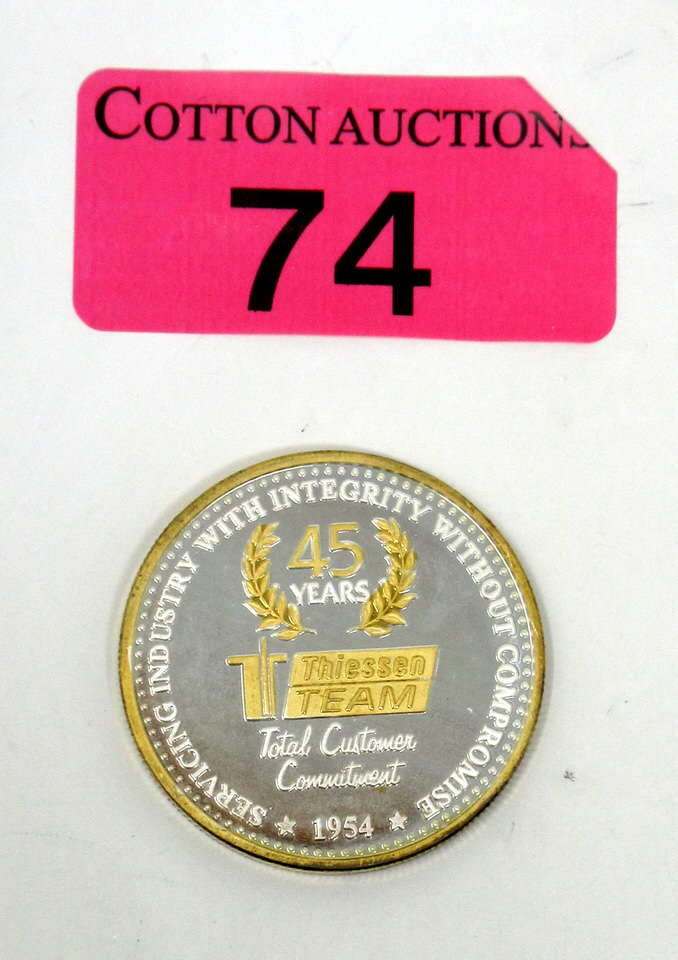 COTTON AUCTIONS
74
SERVICING INDUSTRY WITH INTEGRITY WITHOUT COMPROMISE
45
YEARS
Thiessen
TEAM
Total Customer
Commitment
★ 1954 ★